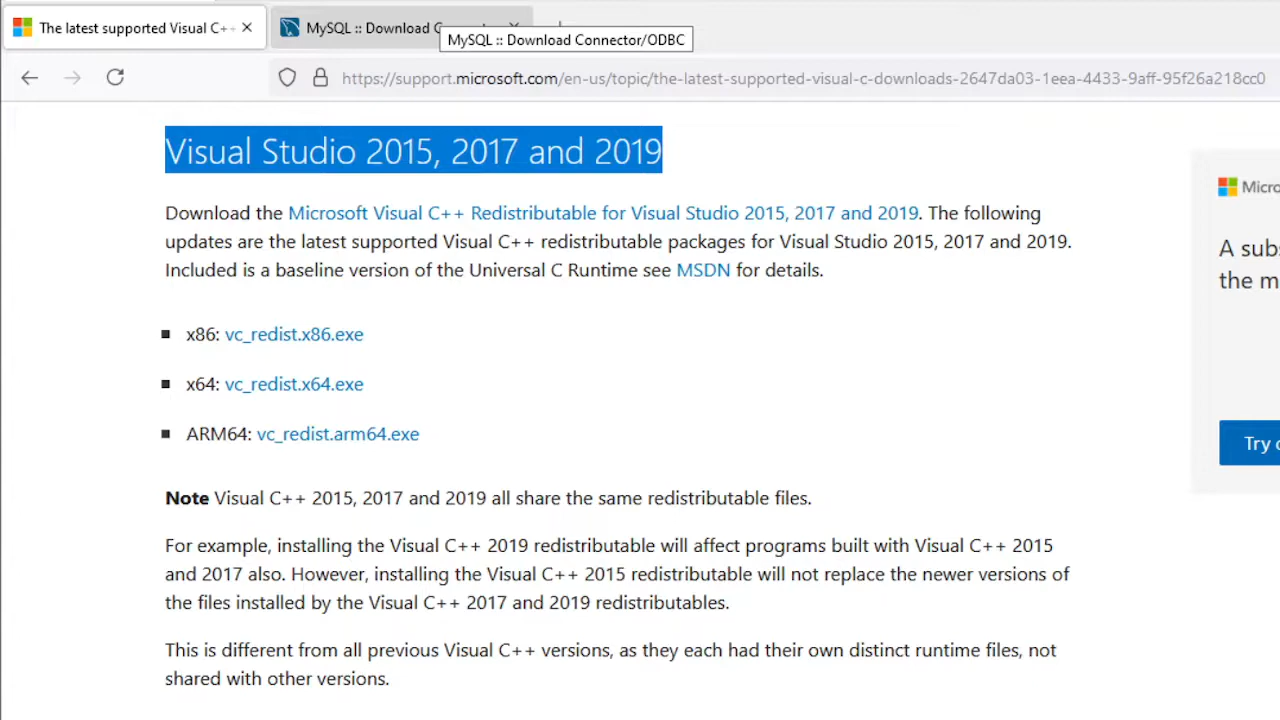 The latest supported Visual C++
MySQL :: Download C
MySQL :: Download Connector/ODBC
https://support.microsoft.com/en-us/topic/the-latest-supported-visual-c-downloads-2647da03-1eea-4433-9aff-95f26a218cc0
Visual Studio 2015, 2017 and 2019
Download the Microsoft Visual C++ Redistributable for Visual Studio 2015, 2017 and 2019. The following
updates are the latest supported Visual C++ redistributable packages for Visual Studio 2015, 2017 and 2019.
Included is a baseline version of the Universal C Runtime see MSDN for details.
x86: vc_redist.x86.exe
x64: vc_redist.x64.exe
ARM64: vc_redist.arm64.exe
Note Visual C++ 2015, 2017 and 2019 all share the same redistributable files.
For example, installing the Visual C++ 2019 redistributable will affect programs built with Visual C++ 2015
and 2017 also. However, installing the Visual C++ 2015 redistributable will not replace the newer versions of
the files installed by the Visual C++ 2017 and 2019 redistributables.
This is different from all previous Visual C++ versions, as they each had their own distinct runtime files, not
shared with other versions.
Micro
A subs
the m
Try